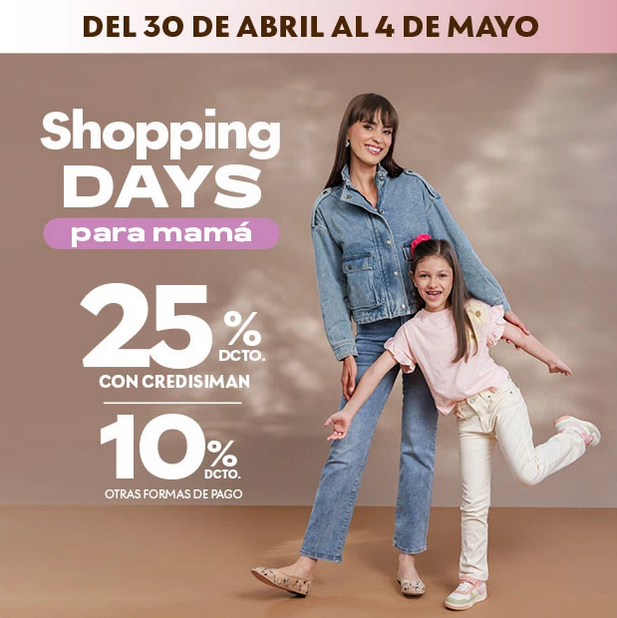 DEL 30 DE ABRIL AL 4 DE MAYO
Shopping
DAYS
para mamá
25%
DCTO.
CON CREDISIMAN
10%
DCTO.
OTRAS FORMAS DE PAGO